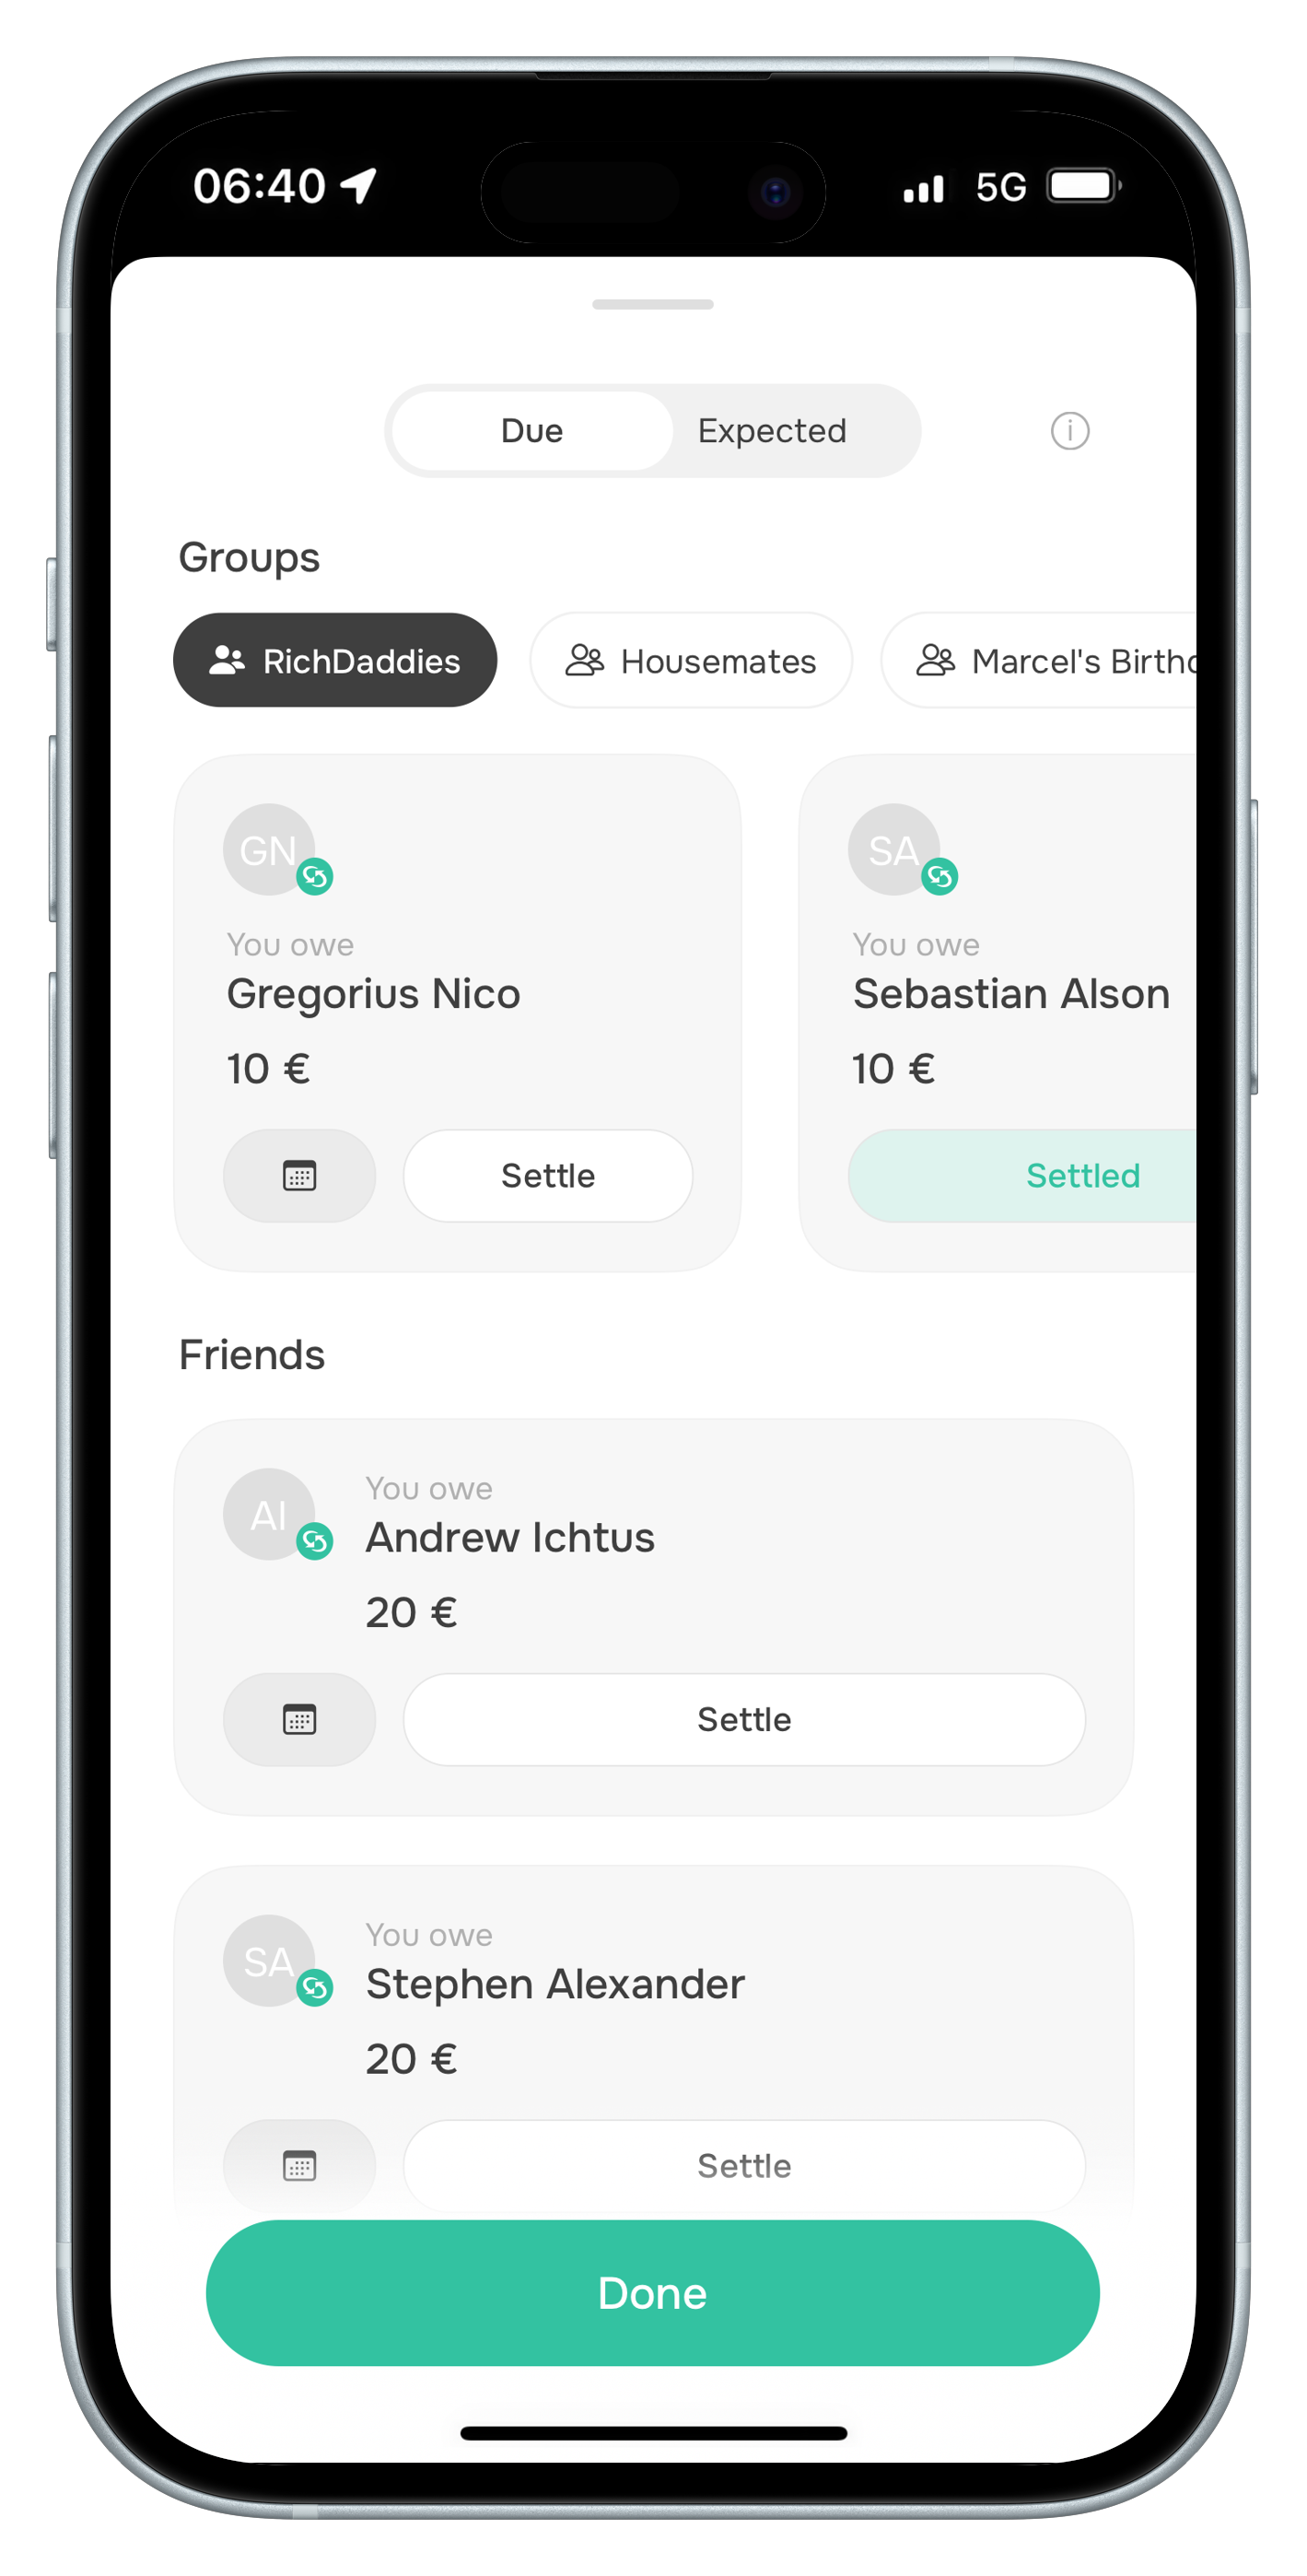 06:40
5G
Due
Expected
Groups
RichDaddies
Housemates
Marcel's
GN
You owe
Gregorius Nico
10 €
Settle
SA
You owe
Sebastian Alson
10 €
Settled
Friends
AI
You owe
Andrew Ichtus
20 €
Settle
SA
You owe
Stephen Alexander
20 €
Settle
Done